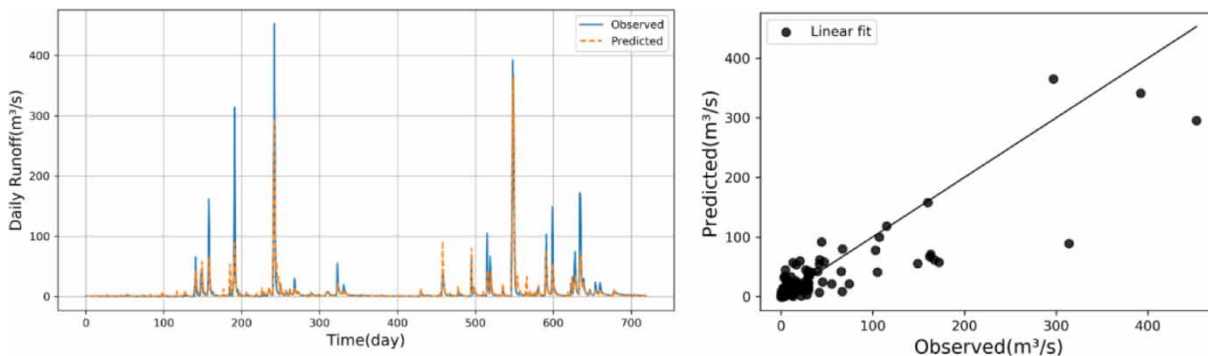 Daily Runoff(m³/s)
400
300
200
100
0
0 100 200 300 400 500 600 700
Time(day)
Observed
Predicted
Predicted(m³/s)
400
300
200
100
0
0 100 200 300 400
Observed(m³/s)
Linear fit